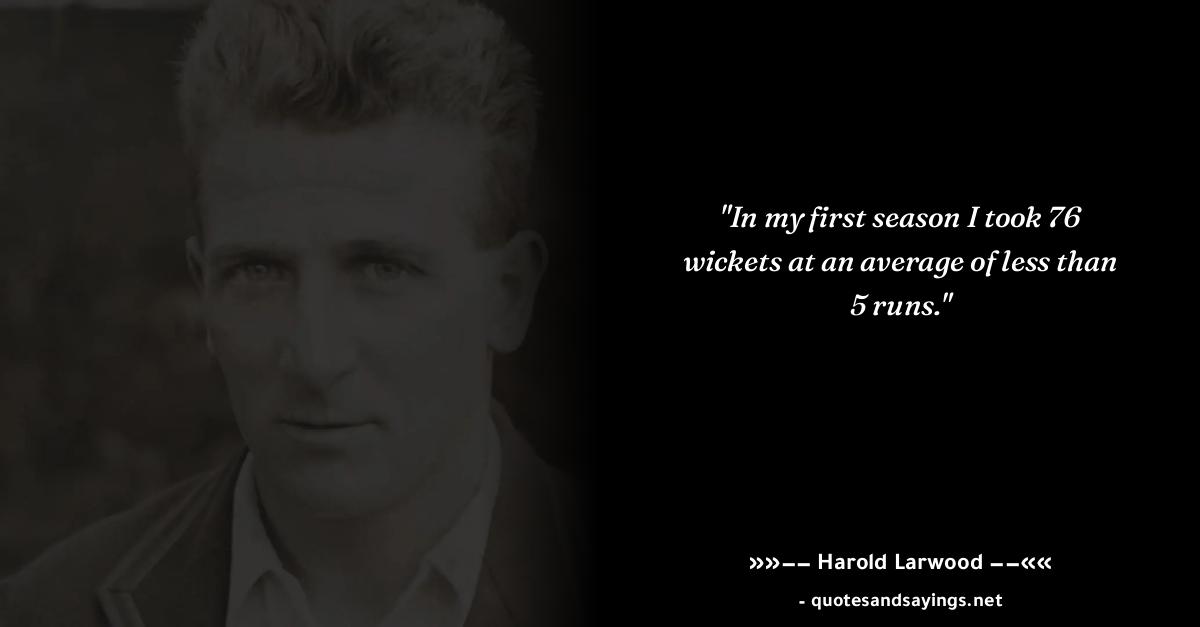 "In my first season I took 76
wickets at an average of less than
5 runs."
»»−− Harold Larwood −−««
- quotesandsayings.net